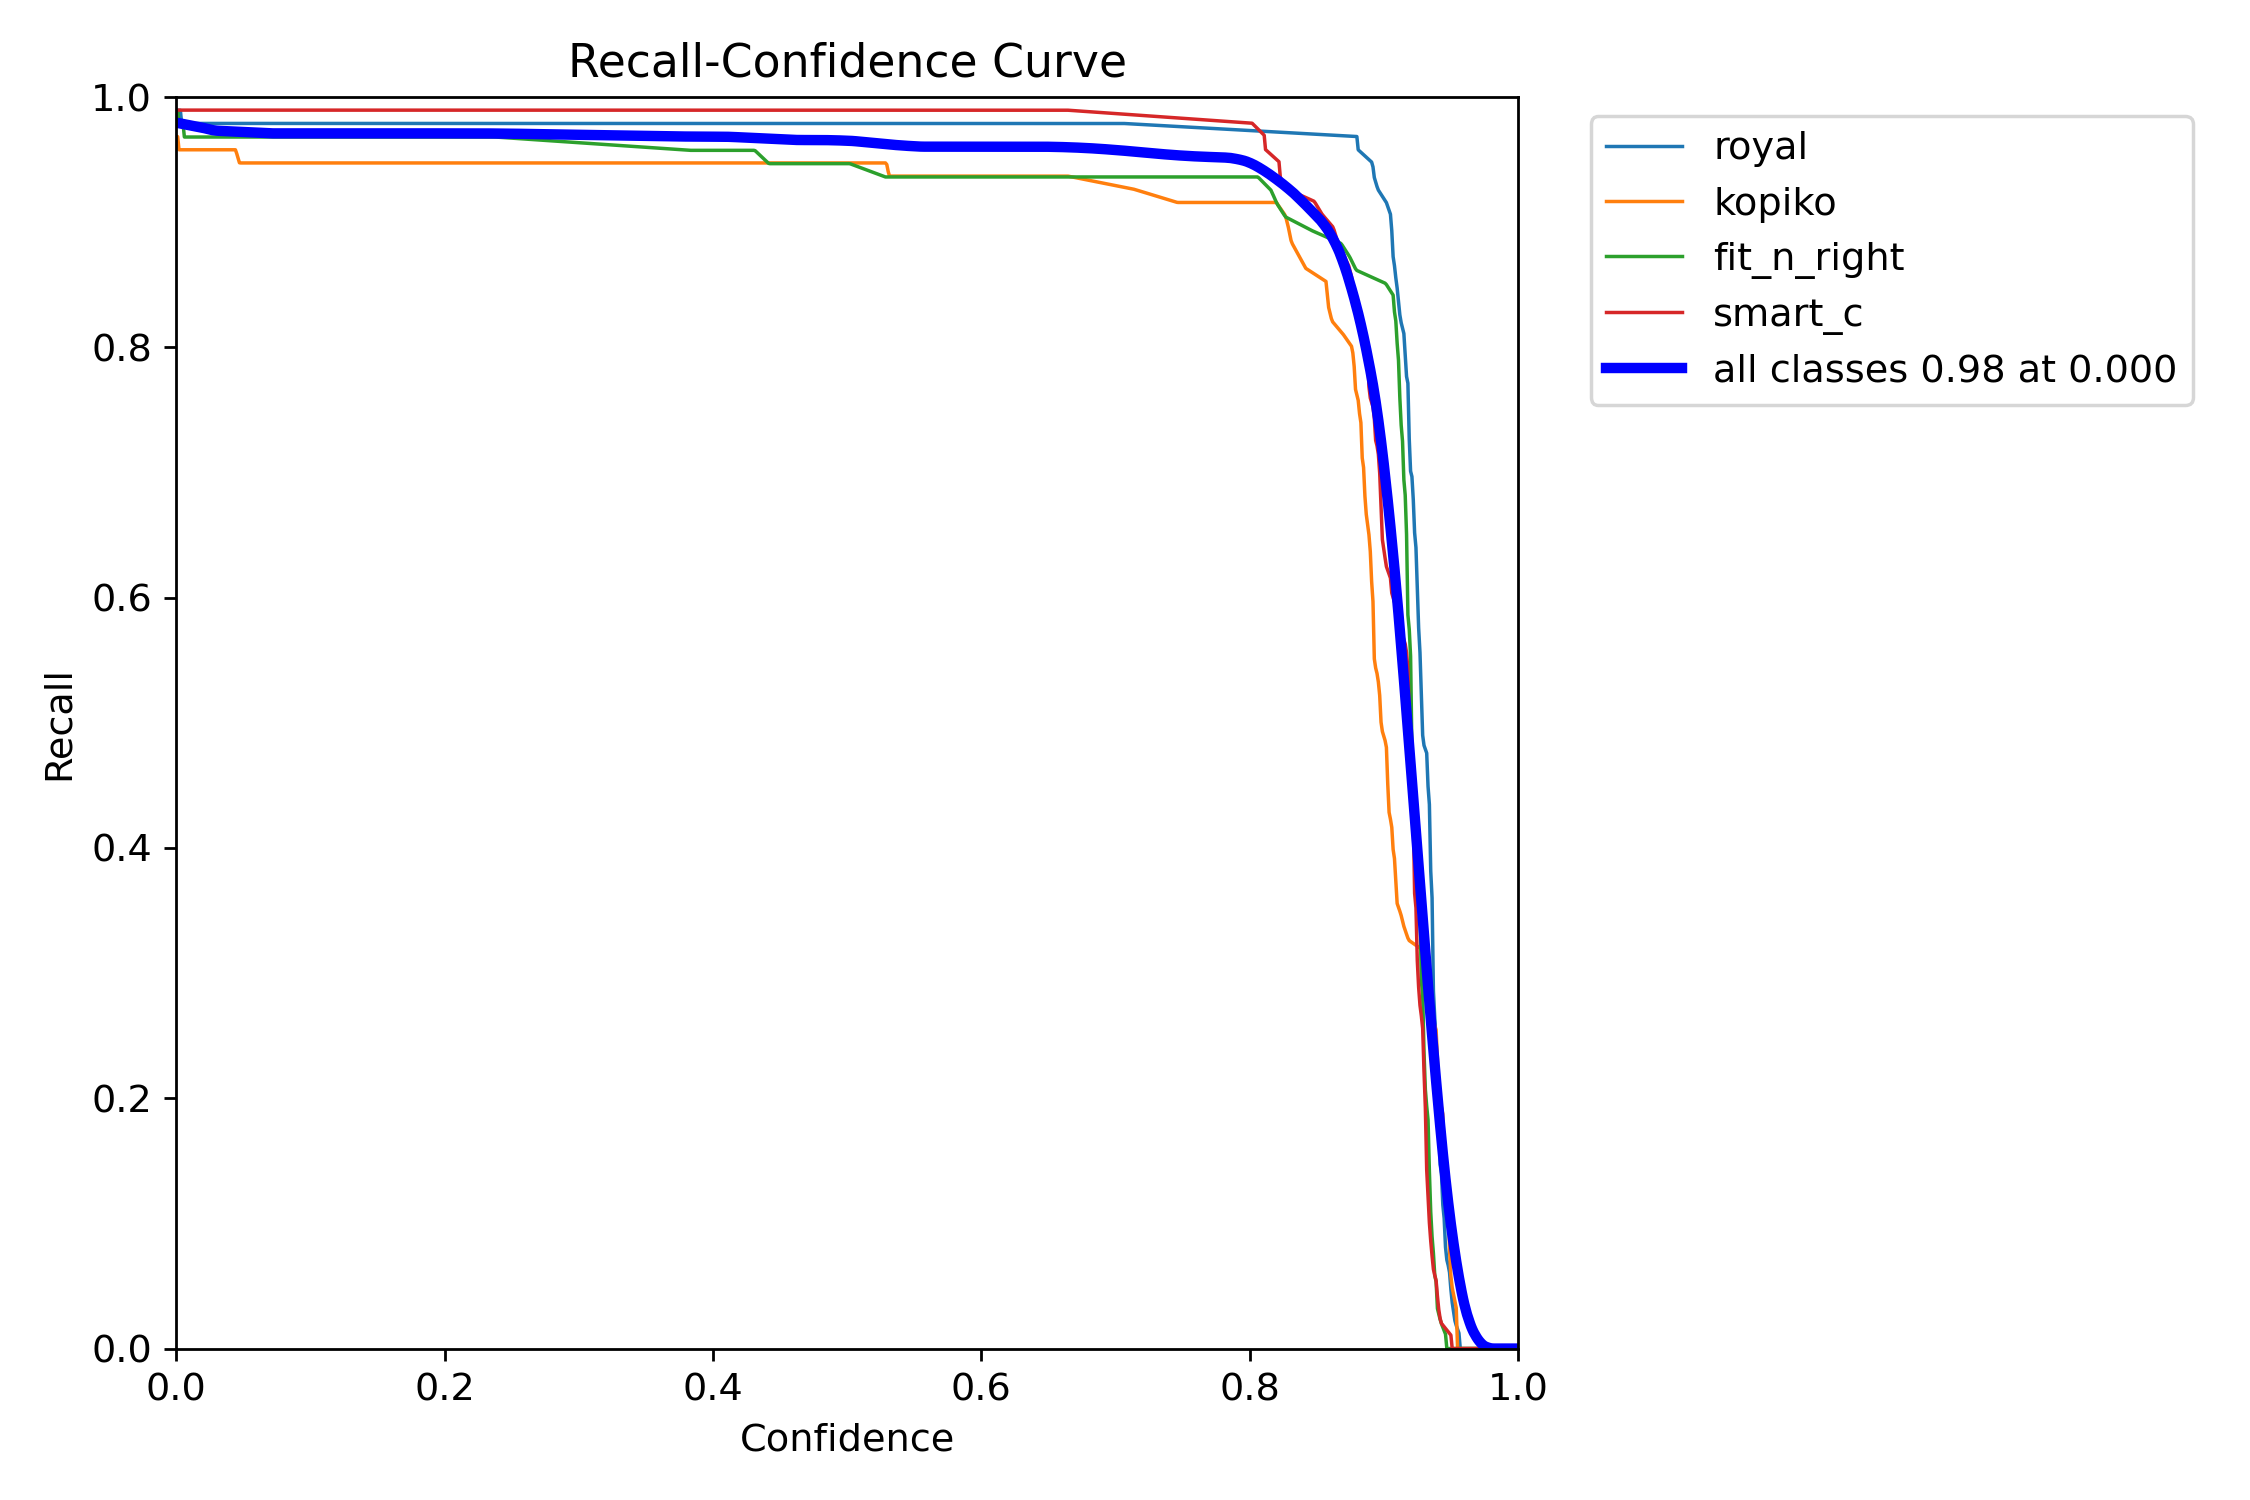 Recall-Confidence Curve
1.0
0.8
0.6
0.4
0.2
0.0
Recall
0.0 0.2 0.4 0.6 0.8 1.0
Confidence
royal
kopiko
fit_n_right
smart_c
all classes 0.98 at 0.000